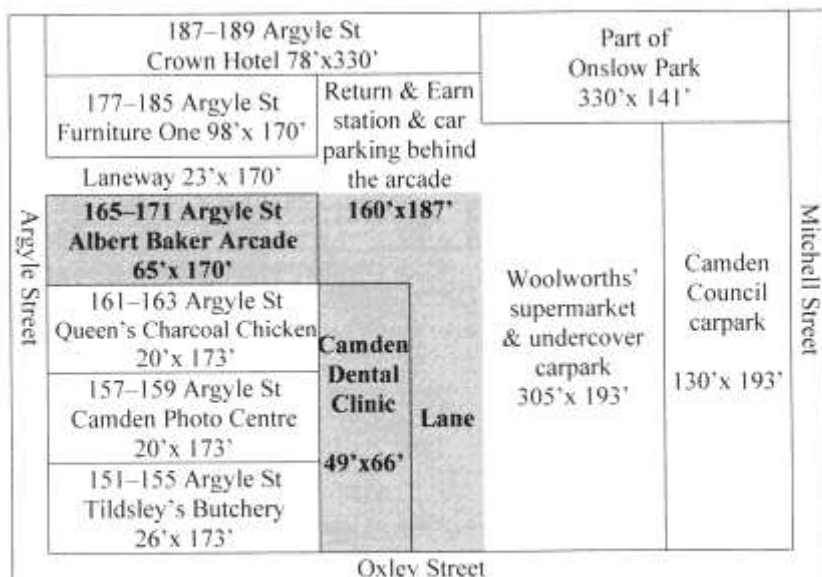 187–189 Argyle St
Crown Hotel 78’x330’
Part of
Onslow Park
330’x 141’
177–185 Argyle St
Furniture One 98’x 170’
Return & Earn
station & car
parking behind
the arcade
160’x187’
Laneway 23’x 170’
165–171 Argyle St
Albert Baker Arcade
65’x 170’
Argyle Street
161–163 Argyle St
Queen’s Charcoal Chicken
20’x 173’
157–159 Argyle St
Camden Photo Centre
20’x 173’
151–155 Argyle St
Tildsley’s Butchery
26’x 173’
Camden
Dental
Clinic
49’x66’
Lane
Woolworths’
supermarket
& undercover
carpark
305’x 193’
Camden
Council
carpark
130’x 193’
Mitchell Street
Oxley Street